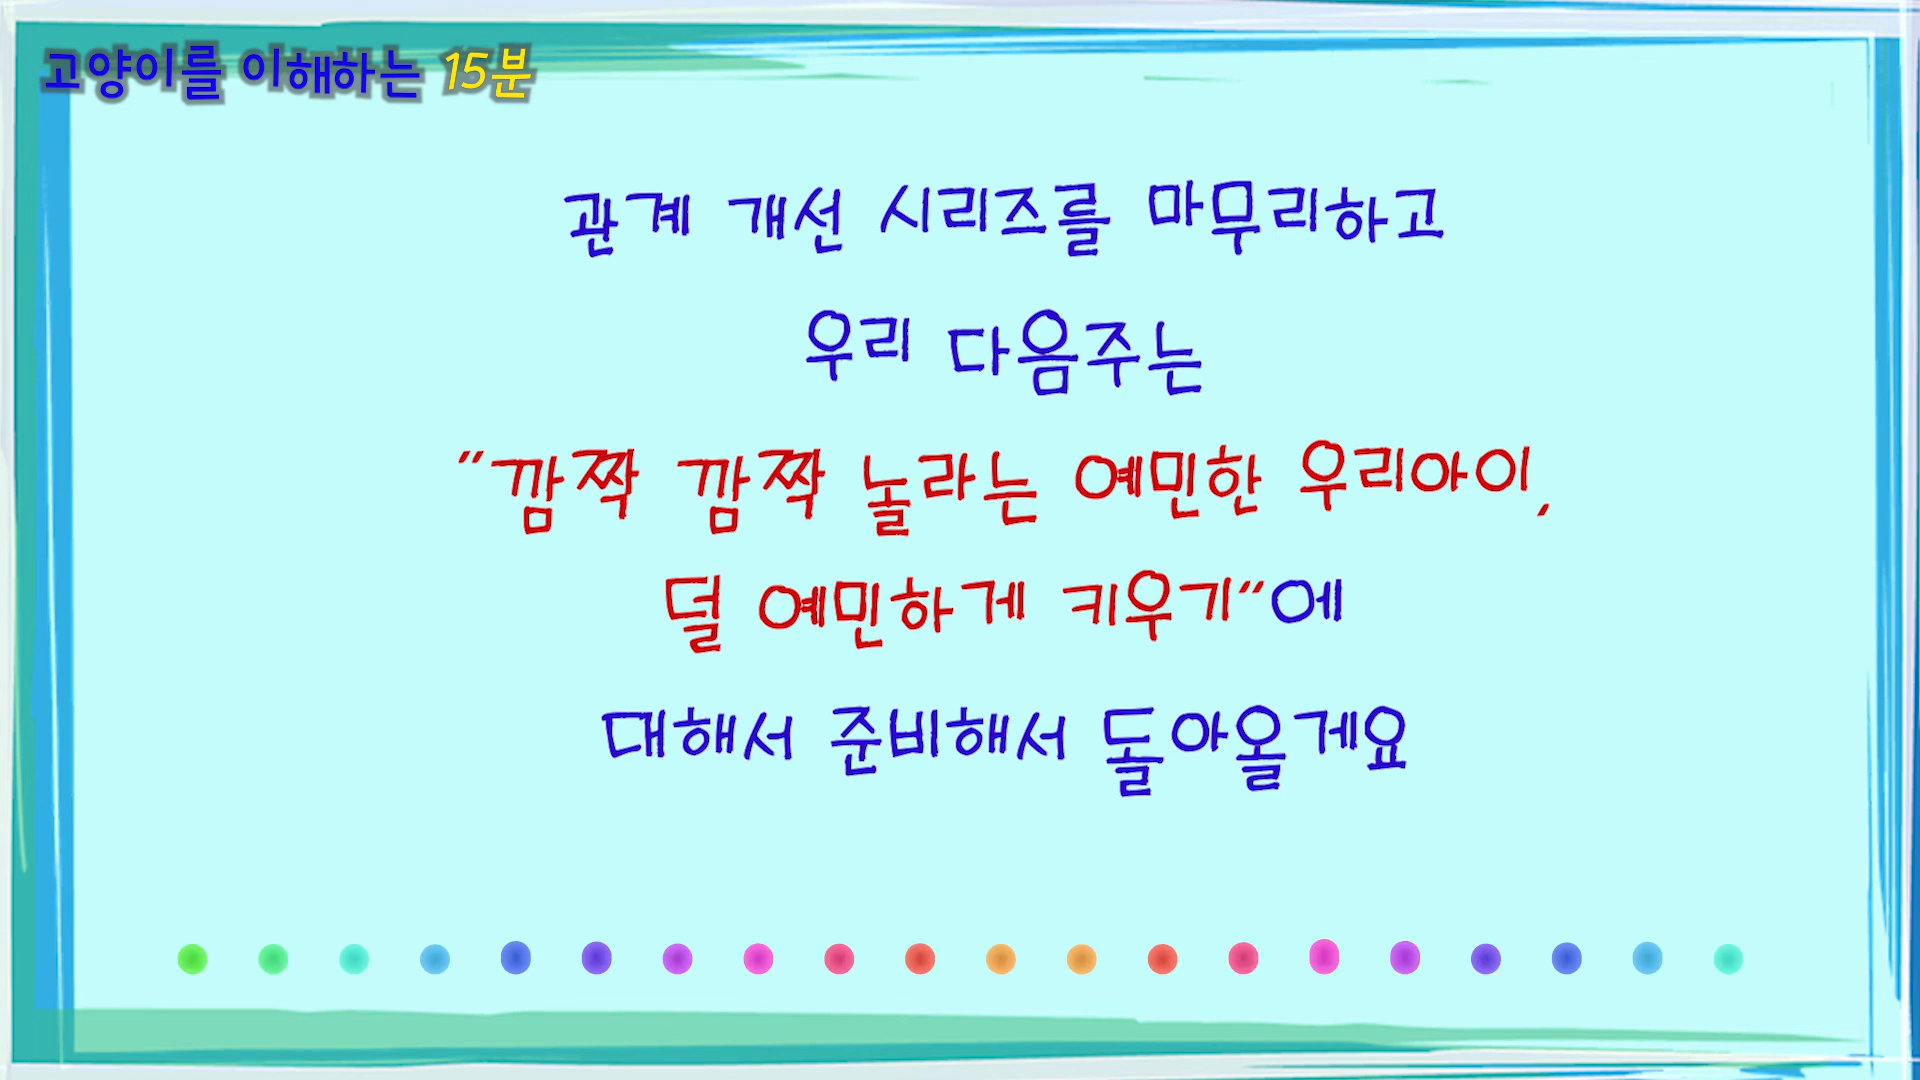 고양이를 이해하는 15분
관계 개선 시리즈를 마무리하고
우리 다음주는
"깜짝 깜짝 놀라는 예민한 우리아이,
덜 예민하게 키우기"에
대해서 준비해서 돌아올게요